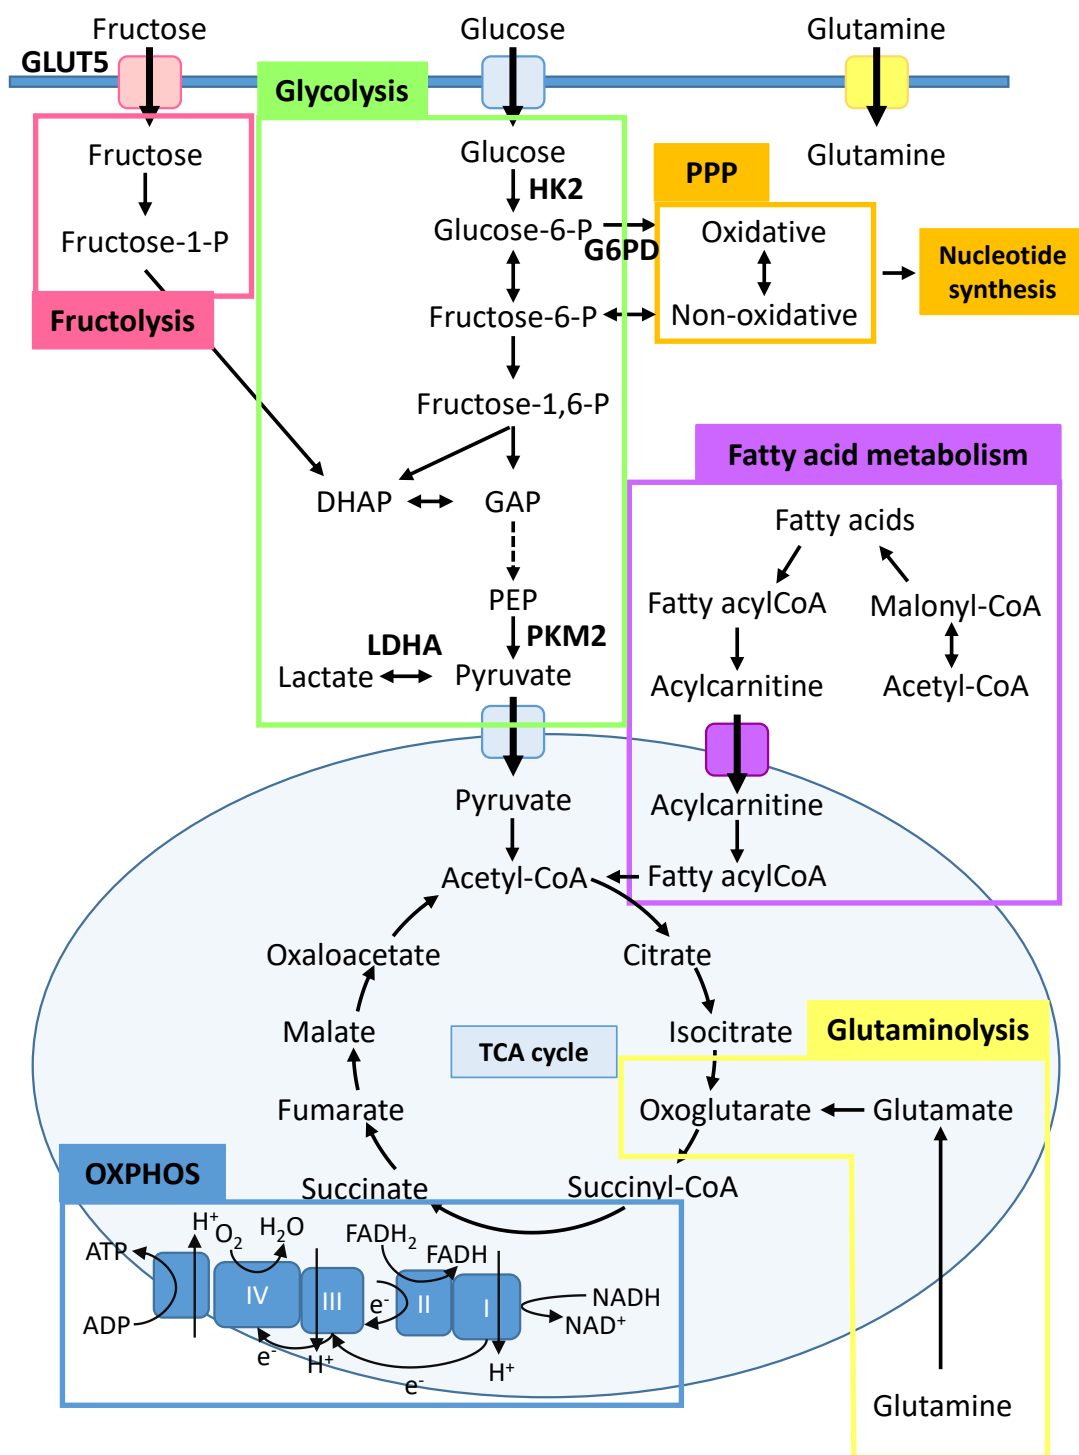 Fructose
Glucose
Glutamine
GLUT5
Glycolysis
Fructose
Glucose
Glutamine
HK2
PPP
Fructose-1-P
Glucose-6-P
G6PD
Oxidative
Nucleotide
synthesis
Fructolysis
Fructose-6-P
Non-oxidative
Fructose-1,6-P
Fatty acid metabolism
DHAP
GAP
Fatty acids
PEP
Fatty acylCoA
Malonyl-CoA
LDHA
PKM2
Lactate
Pyruvate
Acylcarnitine
Acetyl-CoA
Pyruvate
Acylcarnitine
Acetyl-CoA
Fatty acylCoA
Oxaloacetate
Citrate
Malate
TCA cycle
Isocitrate
Glutaminolysis
Fumarate
Oxoglutarate
Glutamate
OXPHOS
Succinate
Succinyl-CoA
H⁺
O₂
H₂O
FADH₂
FADH
ATP
ADP
IV
III
e⁻
II
I
NADH
NAD⁺
e⁻
H⁺
e⁻
H⁺
Glutamine